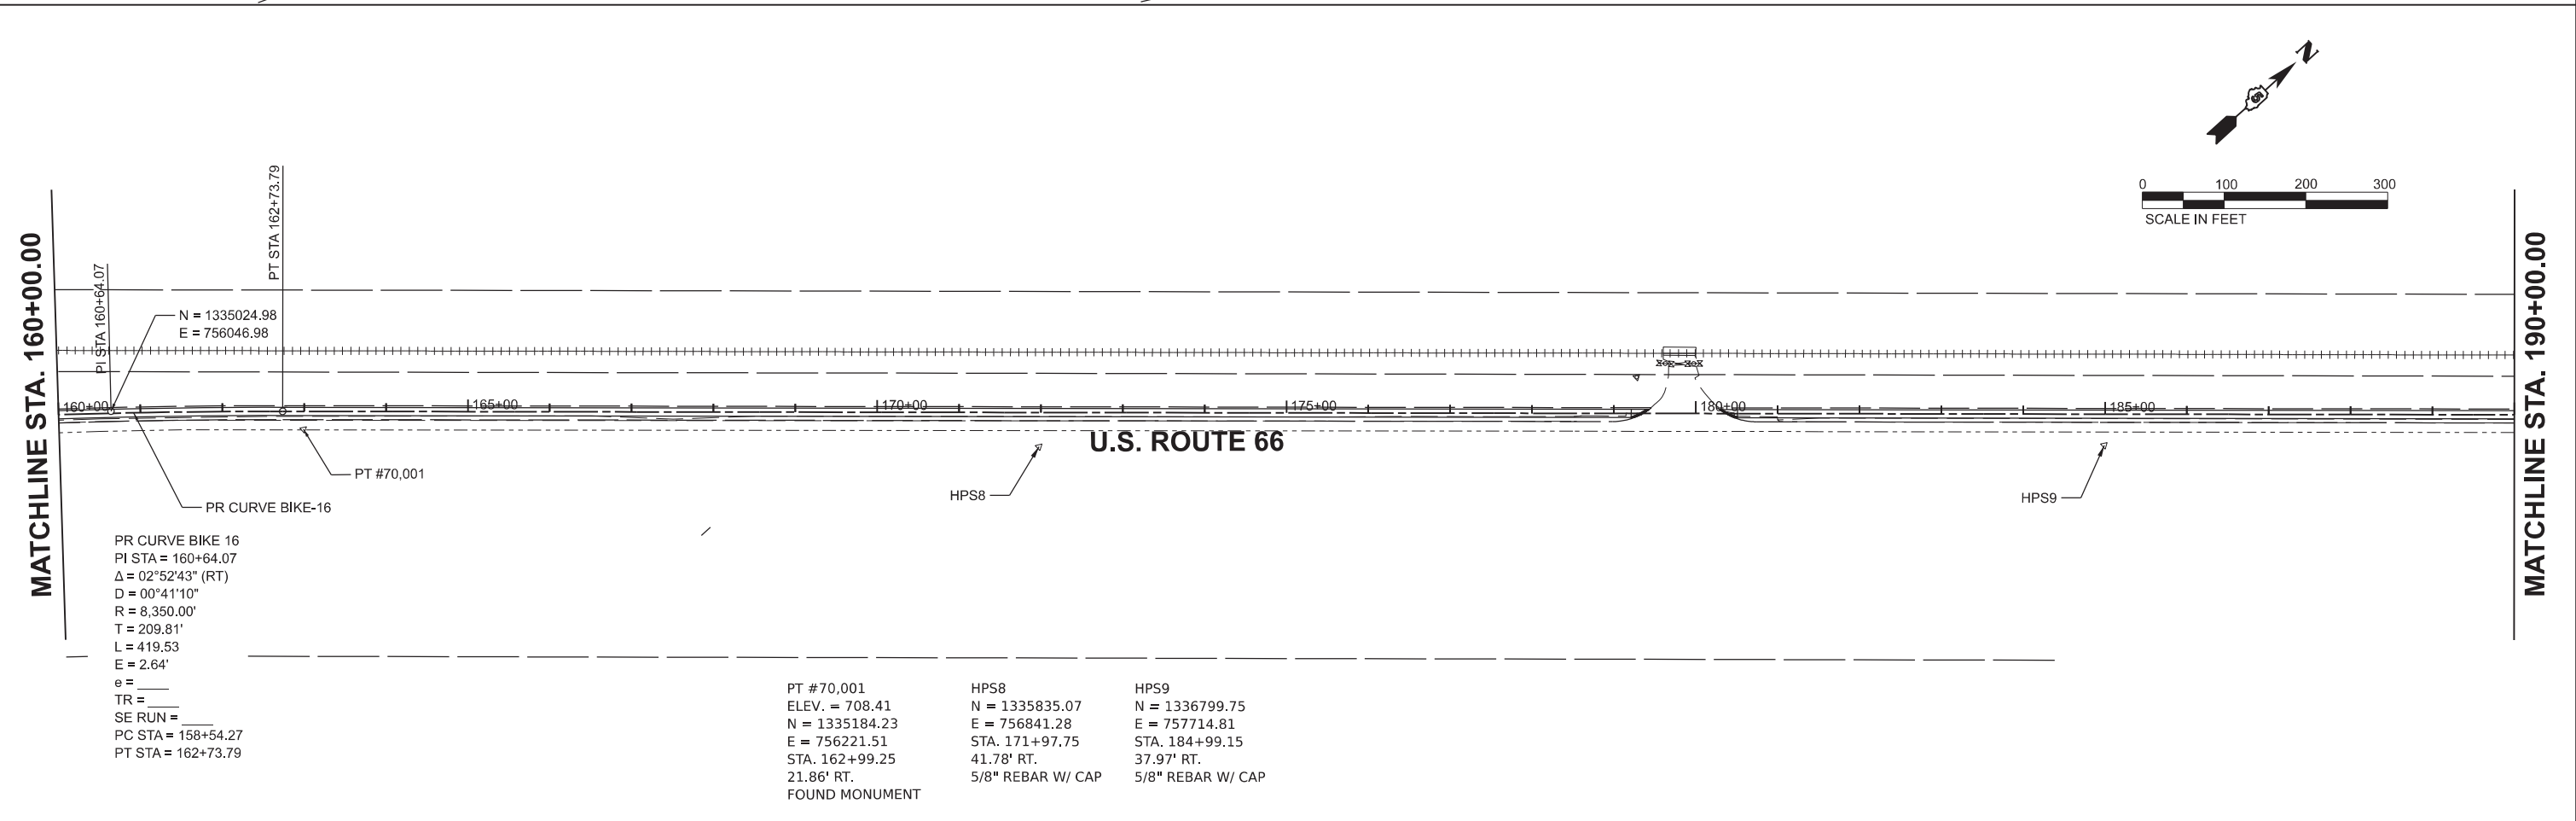 MATCHLINE STA. 160+00.00
PI STA 160+64.07
PT STA 162+73.79
N = 1335024.98
E = 756046.98
N
0 100 200 300
SCALE IN FEET
MATCHLINE STA. 190+00.00
160+00 165+00 170+00 175+00 180+00 185+00
U.S. ROUTE 66
PT #70,001
HPS8
HPS9
PR CURVE BIKE-16
PR CURVE BIKE 16
PI STA = 160+64.07
Δ = 02°52'43" (RT)
D = 00°41'10"
R = 8,350.00'
T = 209.81'
L = 419.53
E = 2.64'
e = ____
TR = ____
SE RUN = ____
PC STA = 158+54.27
PT STA = 162+73.79
PT #70,001
ELEV. = 708.41
N = 1335184.23
E = 756221.51
STA. 162+99.25
21.86' RT.
FOUND MONUMENT
HPS8
N = 1335835.07
E = 756841.28
STA. 171+97.75
41.78' RT.
5/8" REBAR W/ CAP
HPS9
N = 1336799.75
E = 757714.81
STA. 184+99.15
37.97' RT.
5/8" REBAR W/ CAP